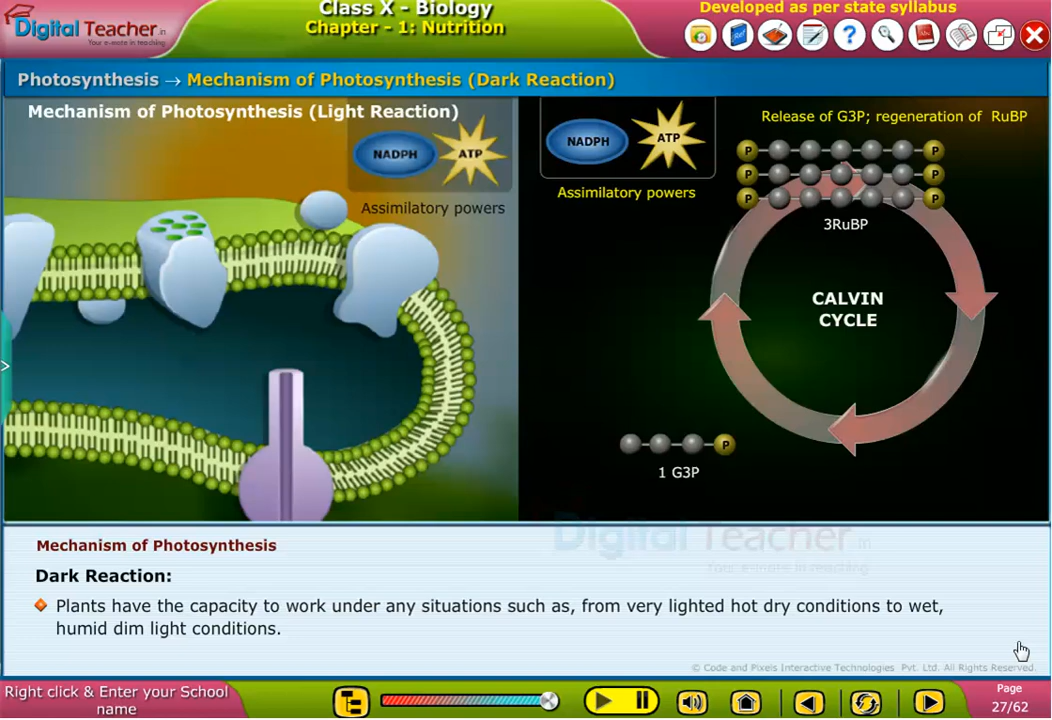 Class X - Biology
Chapter - 1: Nutrition
Developed as per state syllabus
Digital Teacher.in
Your e-mate in teaching
Ref
?
Photosynthesis → Mechanism of Photosynthesis (Dark Reaction)
Mechanism of Photosynthesis (Light Reaction)
NADPH
ATP
Assimilatory powers
NADPH
ATP
Assimilatory powers
Release of G3P; regeneration of RuBP
P P
P P
P P
3RuBP
CALVIN
CYCLE
P
1 G3P
>
Digital Teacher.in
Your e-mate in teaching
Mechanism of Photosynthesis
Dark Reaction:
Plants have the capacity to work under any situations such as, from very lighted hot dry conditions to wet,
humid dim light conditions.
© Code and Pixels Interactive Technologies Pvt. Ltd. All Rights Reserved.
Right click & Enter your School
name
Page
27/62